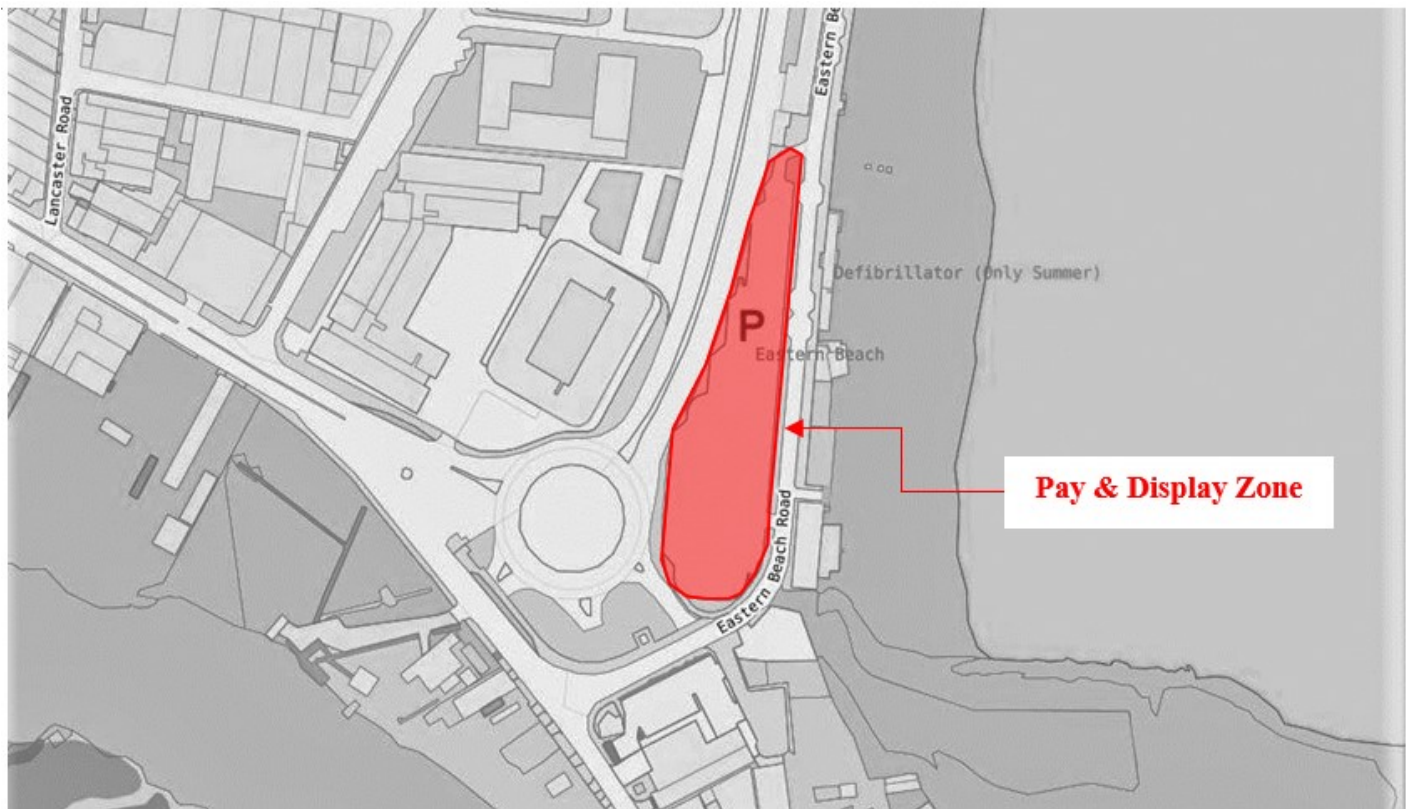 Eastern Be
Lancaster Road
Defibrillator (Only Summer)
P
Eastern Beach
Pay & Display Zone
Eastern Beach Road